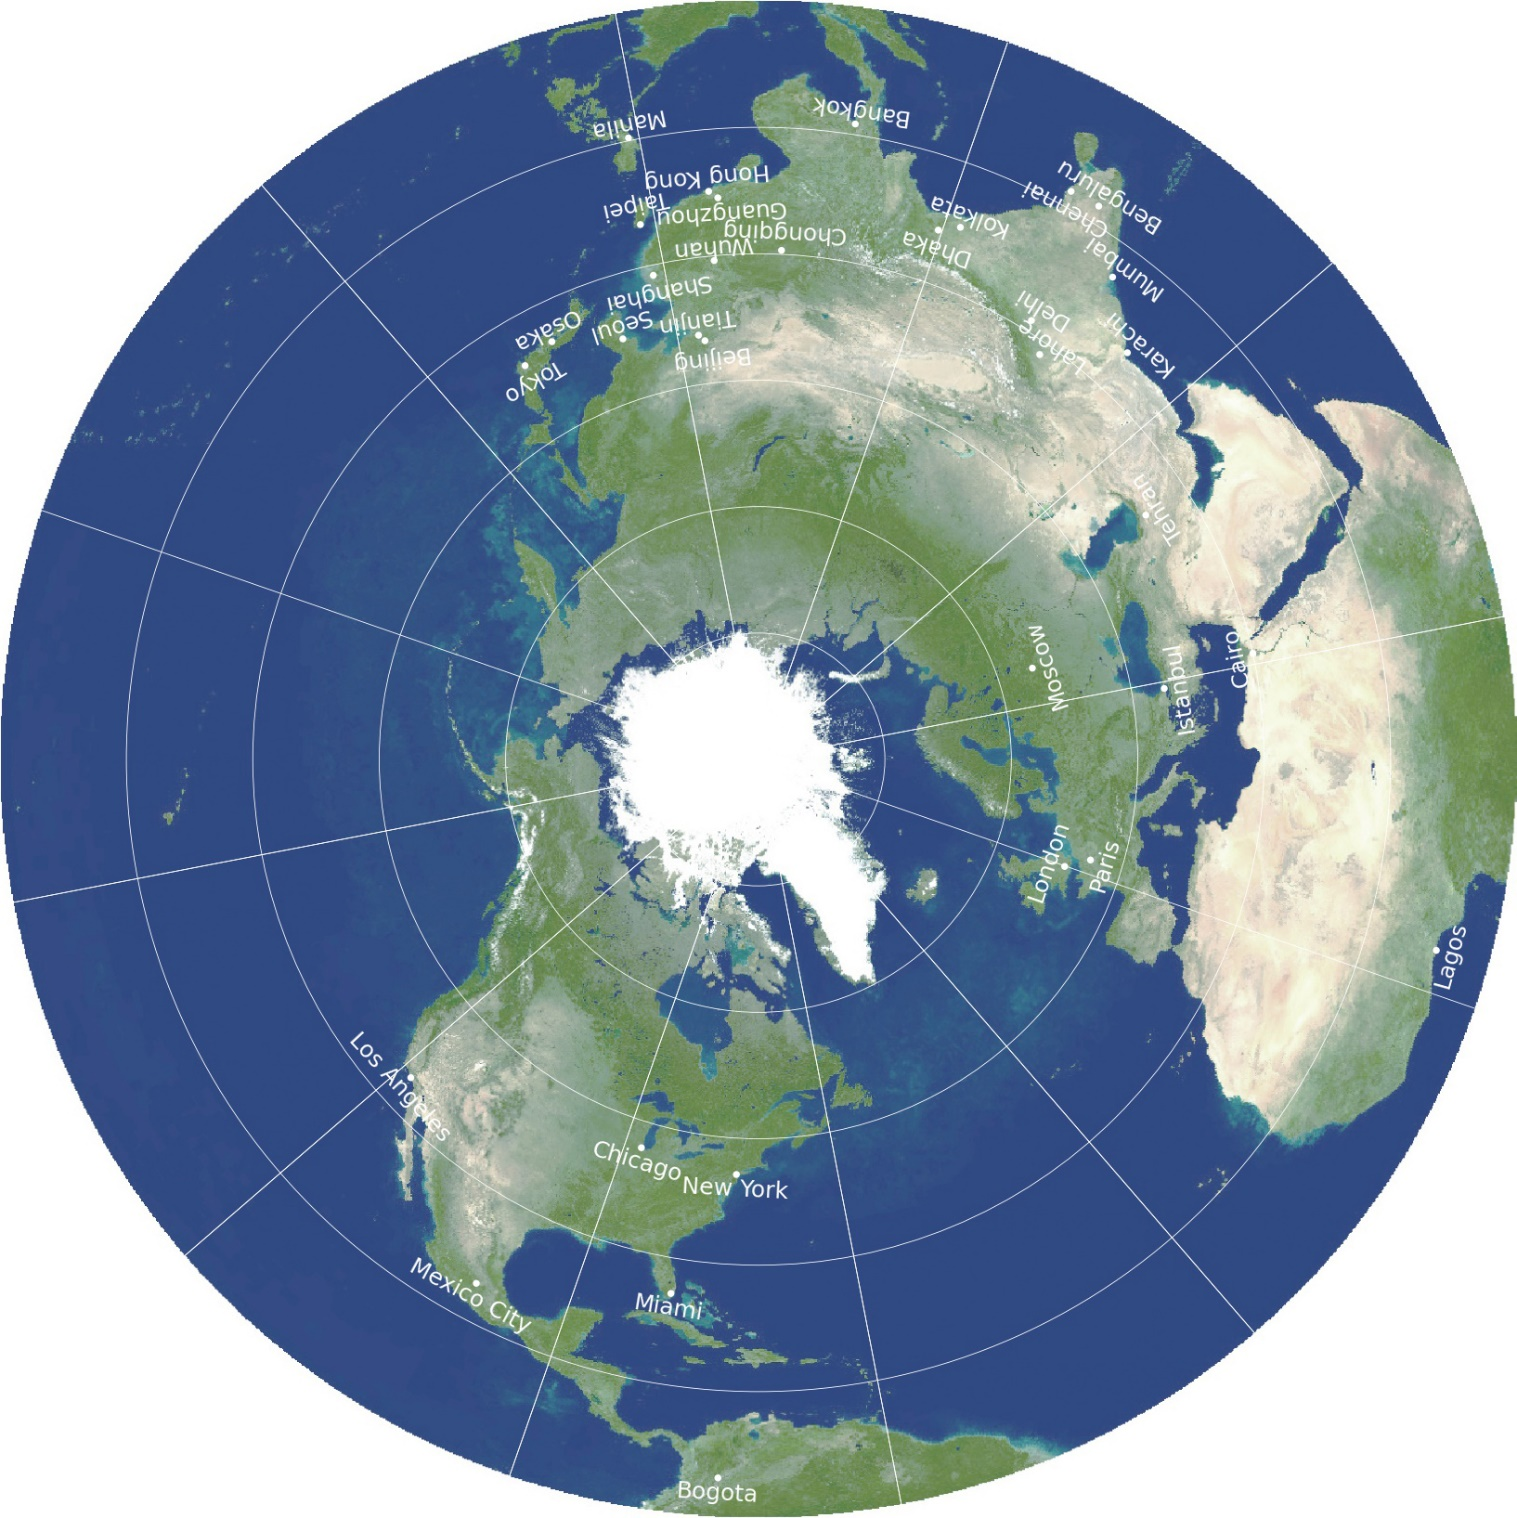 Bangkok
Manila
Hong Kong
Taipei
Guangzhou
Chongqing
Wuhan
Shanghai
Bengaluru
Chennai
Kolkata
Dhaka
Mumbai
Delhi
Lahore
Karachi
Osaka
Seoul
Tianjin
Beijing
Tokyo
Tehran
Moscow
Istanbul
Cairo
London
Paris
Lagos
Los Angeles
Chicago
New York
Mexico City
Miami
Bogota